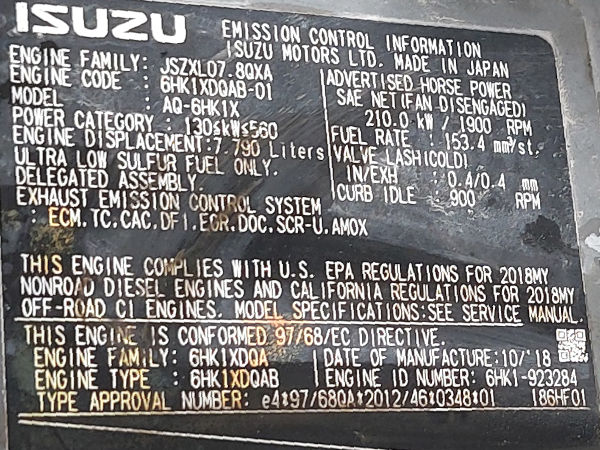 ISUZU
EMISSION CONTROL INFORMATION
ISUZU MOTORS LTD. MADE IN JAPAN
ENGINE FAMILY: JSZXL07.8QXA
ENGINE CODE : 6HK1XDQAB-01
MODEL : AQ-6HK1X
POWER CATEGORY : 130≤kW≤560
ENGINE DISPLACEMENT:7.790 Liters
ULTRA LOW SULFUR FUEL ONLY.
DELEGATED ASSEMBLY.
EXHAUST EMISSION CONTROL SYSTEM
: ECM.TC.CAC.DFI.EGR.DOC.SCR-U.AMOX
ADVERTISED HORSE POWER
SAE NET(FAN DISENGAGED)
210.0 kW / 1900 RPM
FUEL RATE : 153.4 mm³/st.
VALVE LASH(COLD)
IN/EXH : 0.4/0.4 mm
CURB IDLE : 900 RPM
THIS ENGINE COMPLIES WITH U.S. EPA REGULATIONS FOR 2018MY
NONROAD DIESEL ENGINES AND CALIFORNIA REGULATIONS FOR 2018MY
OFF-ROAD CI ENGINES. MODEL SPECIFICATIONS:SEE SERVICE MANUAL.
THIS ENGINE IS CONFORMED 97/68/EC DIRECTIVE.
ENGINE FAMILY : 6HK1XDQA
ENGINE TYPE : 6HK1XDQAB
DATE OF MANUFACTURE:10/'18
ENGINE ID NUMBER: 6HK1-923284
TYPE APPROVAL NUMBER: e4*97/68QA*2012/46*0348*01
186HF01